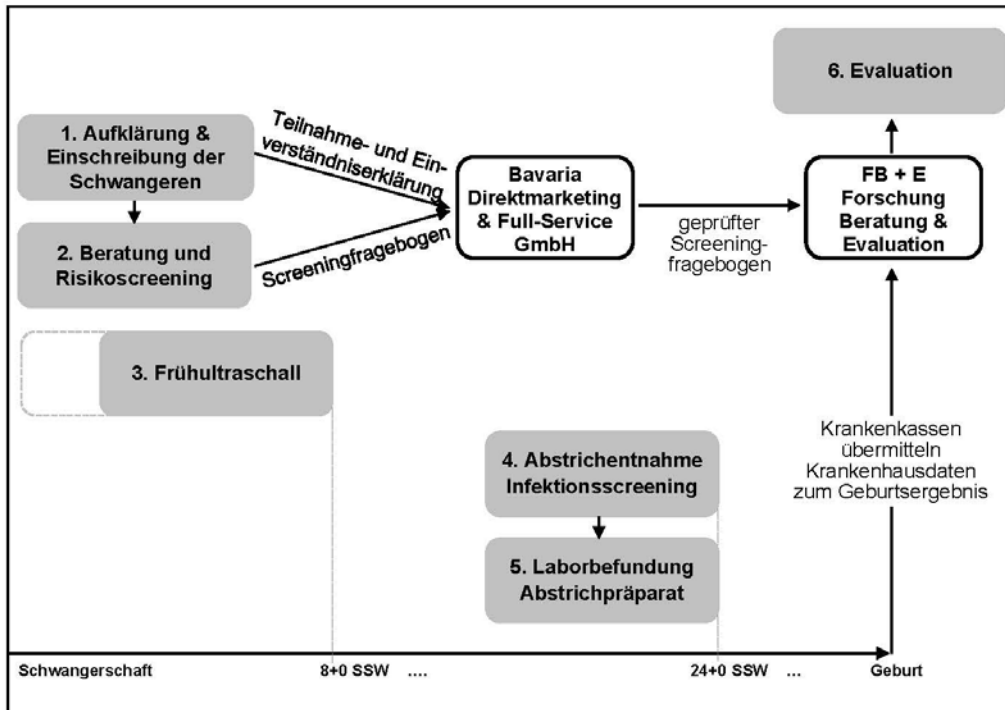 6. Evaluation
1. Aufklärung &
Einschreibung der
Schwangeren
Teilnahme- und Ein-
verständniserklärung
Bavaria
Direktmarketing
& Full-Service
GmbH
FB + E
Forschung
Beratung &
Evaluation
geprüfter
Screening-
fragebogen
2. Beratung und
Risikoscreening
Screeningfragebogen
3. Frühultraschall
Krankenkassen
übermitteln
Krankenhausdaten
zum Geburtsergebnis
4. Abstrichentnahme
Infektionsscreening
5. Laborbefundung
Abstrichpräparat
Schwangerschaft 8+0 SSW .... 24+0 SSW ... Geburt